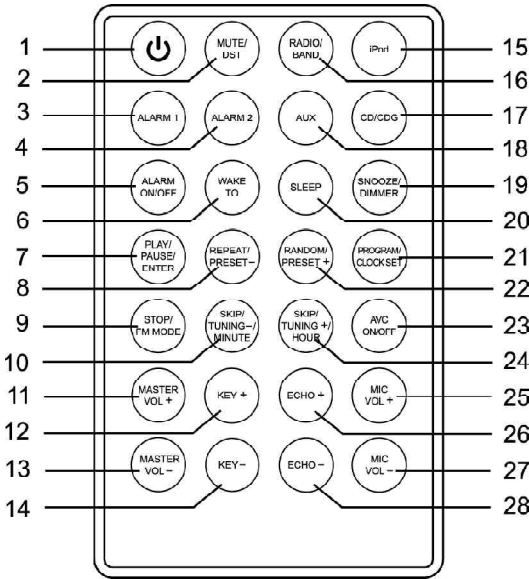 1
MUTE/
DST
RADIO/
BAND
iPod
15
2
16
3
ALARM 1
ALARM 2
AUX
CD/CDG
17
4
18
5
ALARM
ON/OFF
WAKE
TO
SLEEP
SNOOZE/
DIMMER
19
6
20
7
PLAY/
PAUSE/
ENTER
REPEAT/
PRESET−
RANDOM/
PRESET +
PROGRAM/
CLOCKSET
21
8
22
9
STOP/
FM MODE
SKIP/
TUNING−/
MINUTE
SKIP/
TUNING +/
HOUR
AVC
ON/OFF
23
10
24
11
MASTER
VOL +
KEY +
ECHO +
MIC
VOL +
25
12
26
13
MASTER
VOL −
KEY−
ECHO −
MIC
VOL −
27
14
28